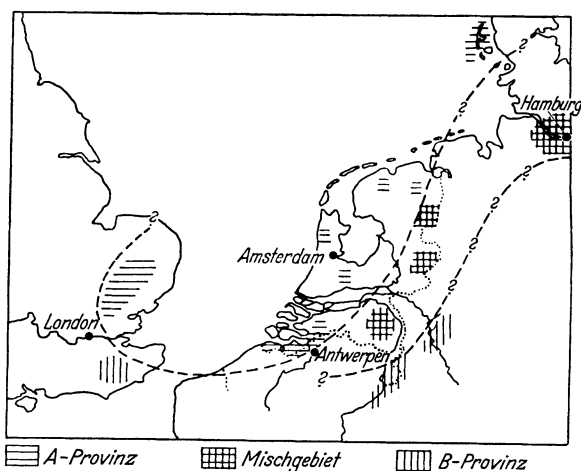 ?
Hamburg
?
?
?
?
Amsterdam
?
London
Antwerpen
?
A-Provinz
Mischgebiet
B-Provinz